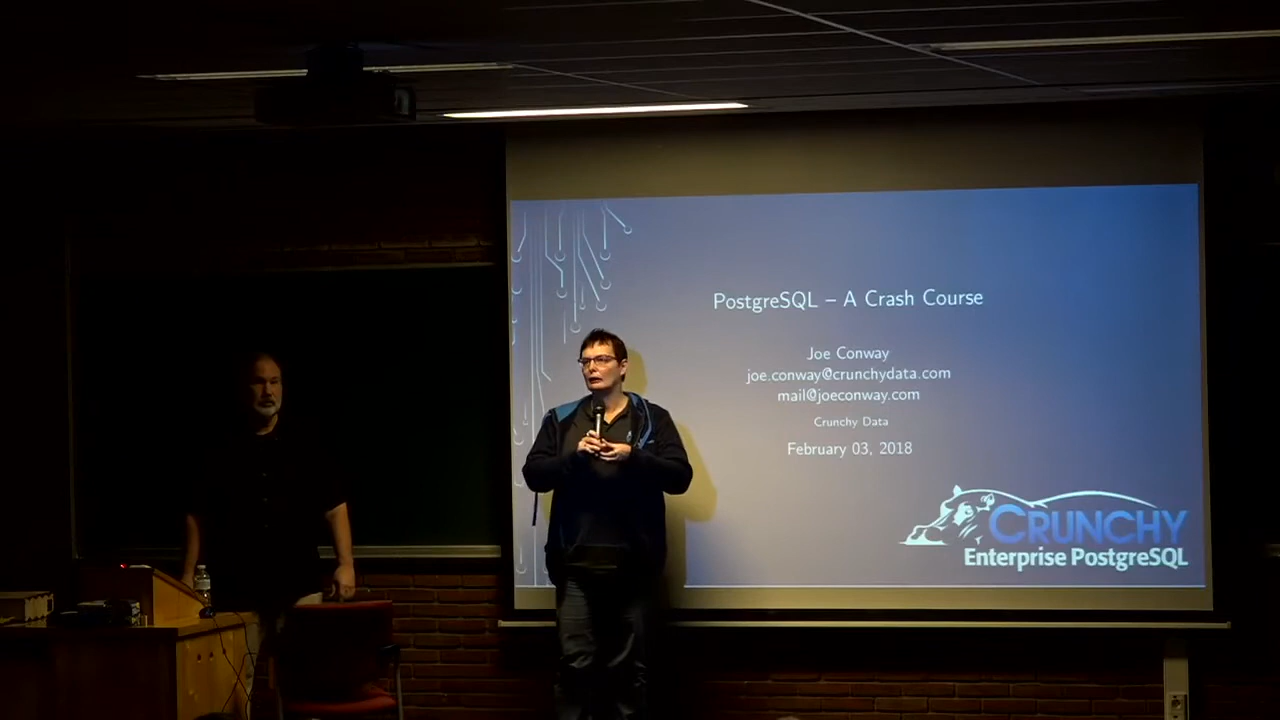 PostgreSQL – A Crash Course
Joe Conway
joe.conway@crunchydata.com
mail@joeconway.com
Crunchy Data
February 03, 2018
CRUNCHY
Enterprise PostgreSQL